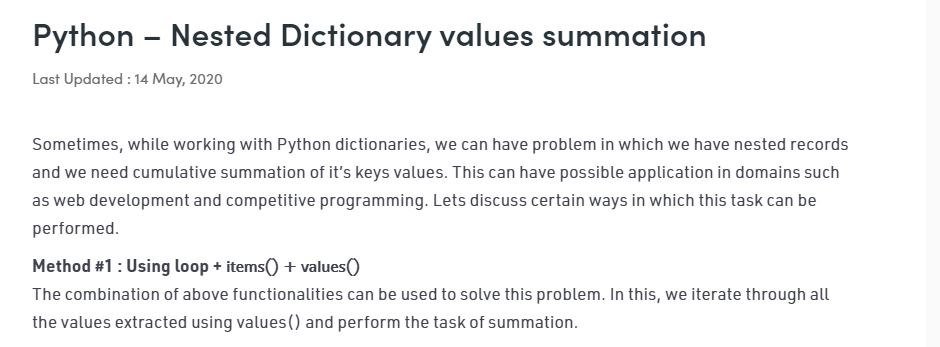 Python – Nested Dictionary values summation
Last Updated : 14 May, 2020
Sometimes, while working with Python dictionaries, we can have problem in which we have nested records
and we need cumulative summation of it's keys values. This can have possible application in domains such
as web development and competitive programming. Lets discuss certain ways in which this task can be
performed.
Method #1 : Using loop + items() + values()
The combination of above functionalities can be used to solve this problem. In this, we iterate through all
the values extracted using values() and perform the task of summation.